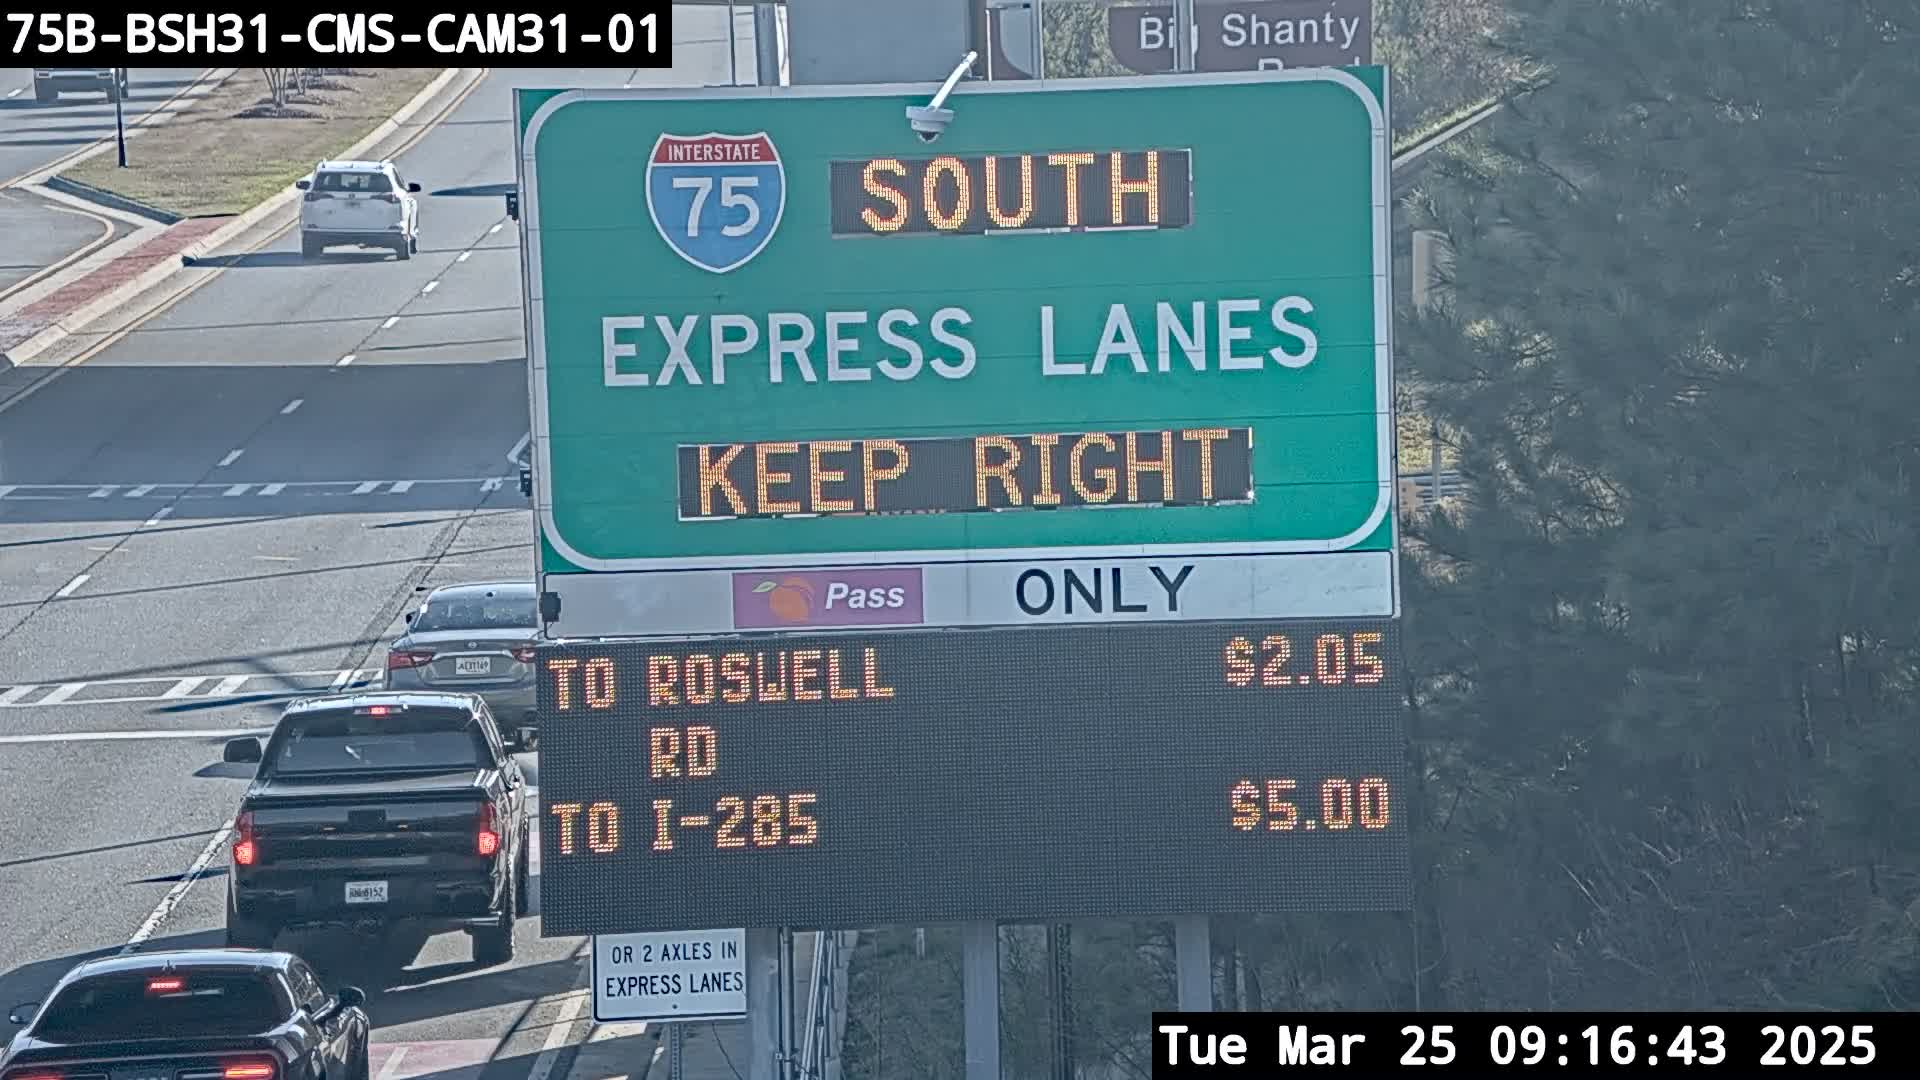 75B-BSH31-CMS-CAM31-01
Big Shanty
INTERSTATE
75
SOUTH
EXPRESS LANES
KEEP RIGHT
Pass ONLY
TO ROSWELL $2.05
RD
TO I-285 $5.00
OR 2 AXLES IN
EXPRESS LANES
Tue Mar 25 09:16:43 2025